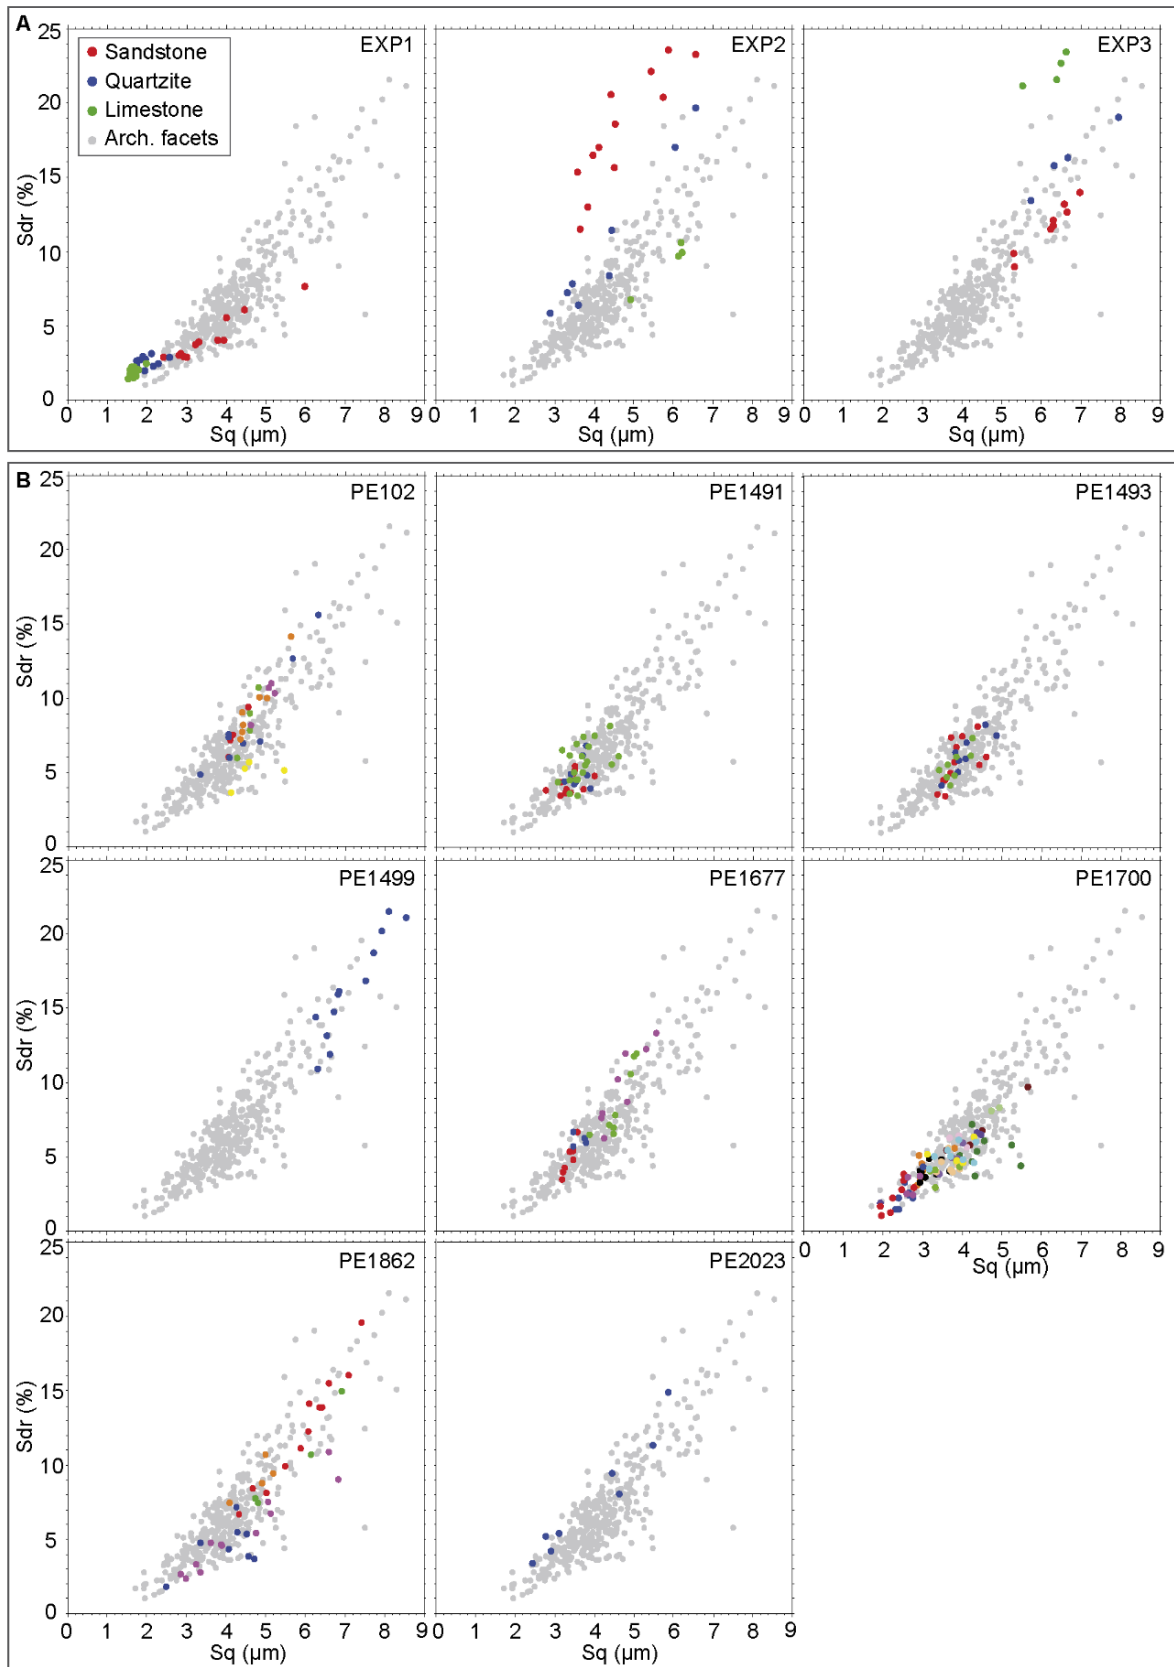 A
25
20
15
10
5
0
Sdr (%)
EXP1
Sandstone
Quartzite
Limestone
Arch. facets
EXP2
EXP3
0 1 2 3 4 5 6 7 8 9
Sq (µm)
0 1 2 3 4 5 6 7 8 9
Sq (µm)
0 1 2 3 4 5 6 7 8 9
Sq (µm)
B
25
20
15
10
5
0
Sdr (%)
PE102
PE1491
PE1493
25
20
15
10
5
0
Sdr (%)
PE1499
PE1677
PE1700
0 1 2 3 4 5 6 7 8 9
Sq (µm)
25
20
15
10
5
0
Sdr (%)
PE1862
PE2023
0 1 2 3 4 5 6 7 8 9
Sq (µm)
0 1 2 3 4 5 6 7 8 9
Sq (µm)